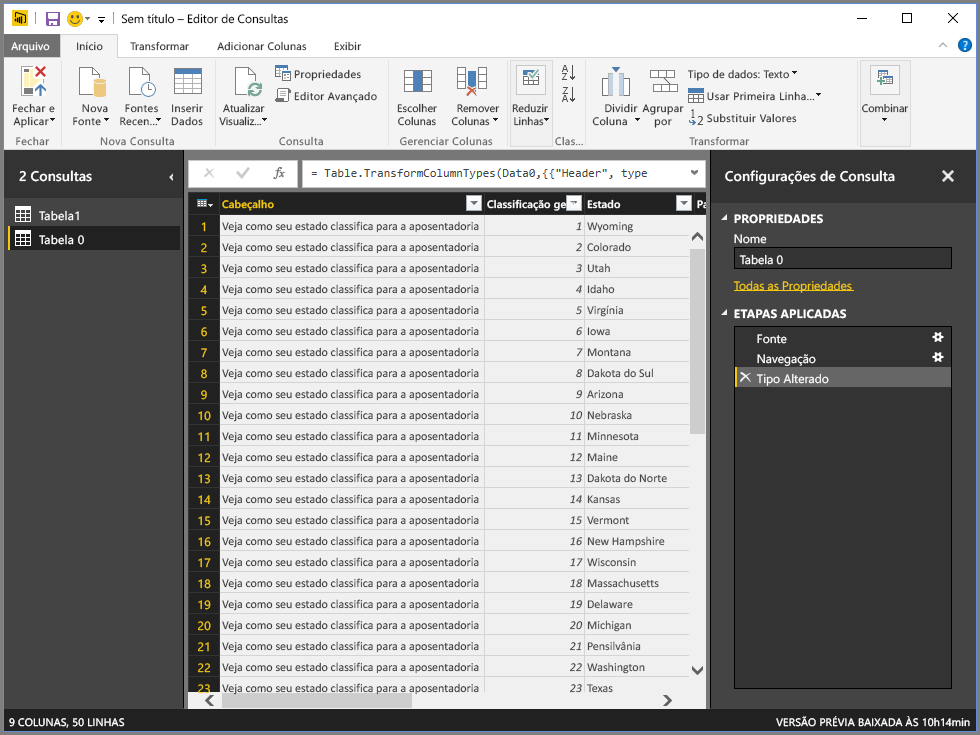 Sem título – Editor de Consultas
Arquivo Início Transformar Adicionar Colunas Exibir
Fechar e Aplicar
Nova Fonte
Fontes Recen...
Inserir Dados
Atualizar Visualiz...
Propriedades
Editor Avançado
Escolher Colunas
Remover Colunas
Reduzir Linhas
A Z
Z A
Dividir Coluna
Agrupar por
Tipo de dados: Texto
Usar Primeira Linha...
1 2 Substituir Valores
Combinar
Fechar Nova Consulta Consulta Gerenciar Colunas Clas... Transformar
2 Consultas
Tabela1
Tabela 0
fx = Table.TransformColumnTypes(Data0,{{"Header", type
Cabeçalho Classificação ge Estado Pa
1 Veja como seu estado classifica para a aposentadoria 1 Wyoming
2 Veja como seu estado classifica para a aposentadoria 2 Colorado
3 Veja como seu estado classifica para a aposentadoria 3 Utah
4 Veja como seu estado classifica para a aposentadoria 4 Idaho
5 Veja como seu estado classifica para a aposentadoria 5 Virgínia
6 Veja como seu estado classifica para a aposentadoria 6 Iowa
7 Veja como seu estado classifica para a aposentadoria 7 Montana
8 Veja como seu estado classifica para a aposentadoria 8 Dakota do Sul
9 Veja como seu estado classifica para a aposentadoria 9 Arizona
10 Veja como seu estado classifica para a aposentadoria 10 Nebraska
11 Veja como seu estado classifica para a aposentadoria 11 Minnesota
12 Veja como seu estado classifica para a aposentadoria 12 Maine
13 Veja como seu estado classifica para a aposentadoria 13 Dakota do Norte
14 Veja como seu estado classifica para a aposentadoria 14 Kansas
15 Veja como seu estado classifica para a aposentadoria 15 Vermont
16 Veja como seu estado classifica para a aposentadoria 16 New Hampshire
17 Veja como seu estado classifica para a aposentadoria 17 Wisconsin
18 Veja como seu estado classifica para a aposentadoria 18 Massachusetts
19 Veja como seu estado classifica para a aposentadoria 19 Delaware
20 Veja como seu estado classifica para a aposentadoria 20 Michigan
21 Veja como seu estado classifica para a aposentadoria 21 Pensilvânia
22 Veja como seu estado classifica para a aposentadoria 22 Washington
23 Veja como seu estado classifica para a aposentadoria 23 Texas
Configurações de Consulta
PROPRIEDADES
Nome
Tabela 0
Todas as Propriedades
ETAPAS APLICADAS
Fonte
Navegação
Tipo Alterado
9 COLUNAS, 50 LINHAS
VERSÃO PRÉVIA BAIXADA ÀS 10h14min